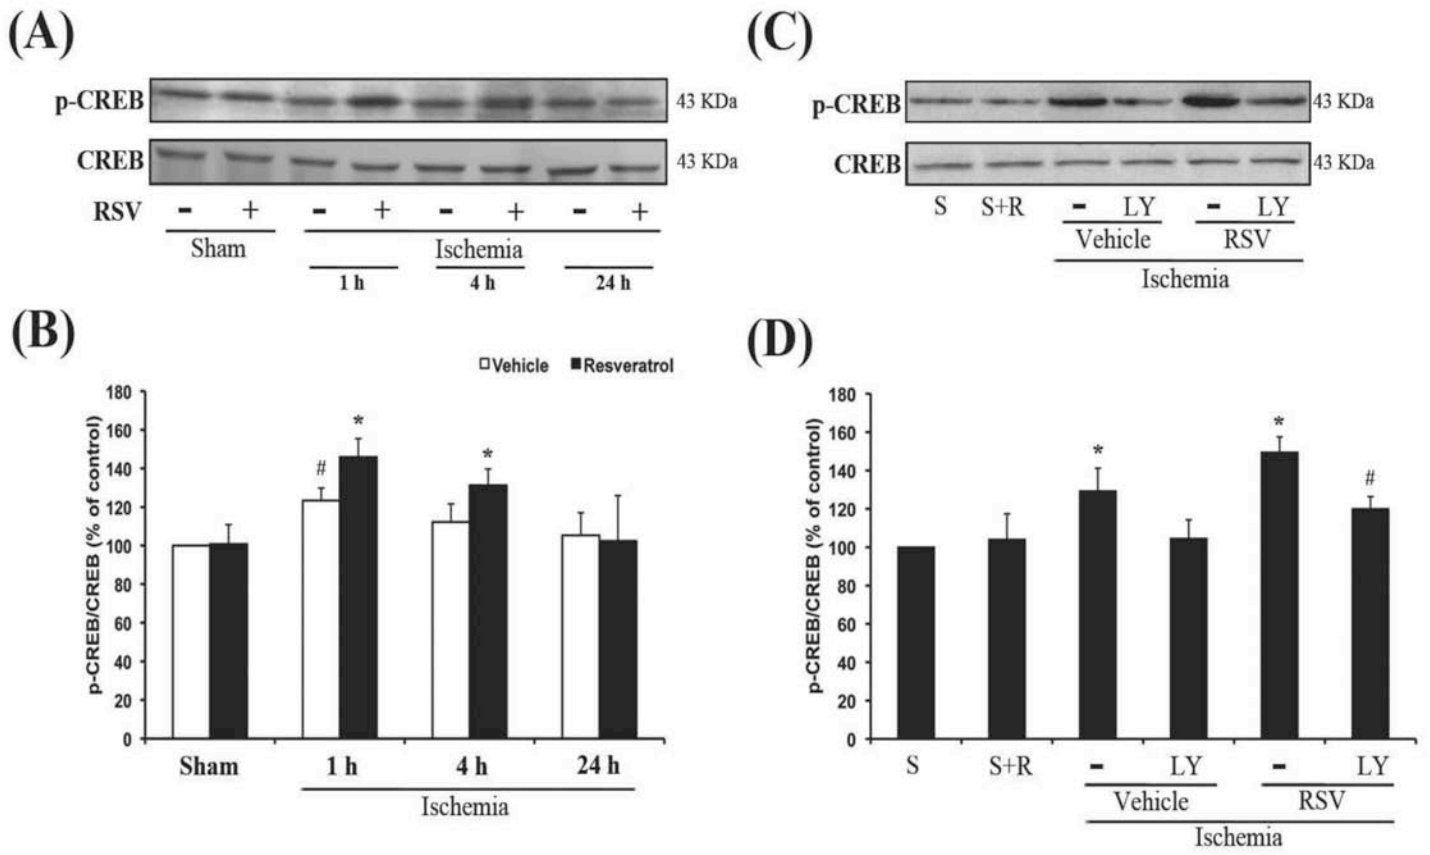 (A)
p-CREB 43 KDa
CREB 43 KDa
RSV - + - + - + - +
Sham Ischemia
1 h 4 h 24 h
(B)
Vehicle Resveratrol
p-CREB/CREB (% of control)
180
160
140
120
100
80
60
40
20
0
# * *
Sham 1 h 4 h 24 h
Ischemia
(C)
p-CREB 43 KDa
CREB 43 KDa
S S+R - LY - LY
Vehicle RSV
Ischemia
(D)
p-CREB/CREB (% of control)
180
160
140
120
100
80
60
40
20
0
* * #
S S+R - LY - LY
Vehicle RSV
Ischemia